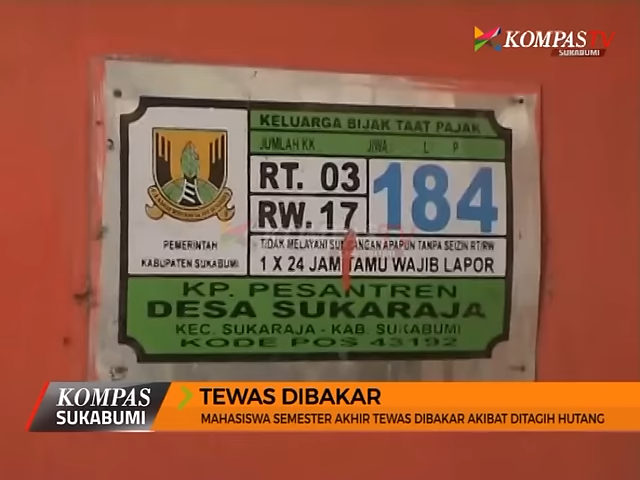 KOMPAS TV
SUKABUMI
KELUARGA BIJAK TAAT PAJAK
JUMLAH KK JIWA L P
RT. 03
RW. 17
184
TIDAK MELAYANI SUMBANGAN APAPUN TANPA SEIZIN RT/RW
1 X 24 JAM TAMU WAJIB LAPOR
PEMERINTAH
KABUPATEN SUKABUMI
KP. PESANTREN
DESA SUKARAJA
KEC. SUKARAJA - KAB. SUKABUMI
KODE POS 43192
KOMPAS
SUKABUMI
TEWAS DIBAKAR
MAHASISWA SEMESTER AKHIR TEWAS DIBAKAR AKIBAT DITAGIH HUTANG